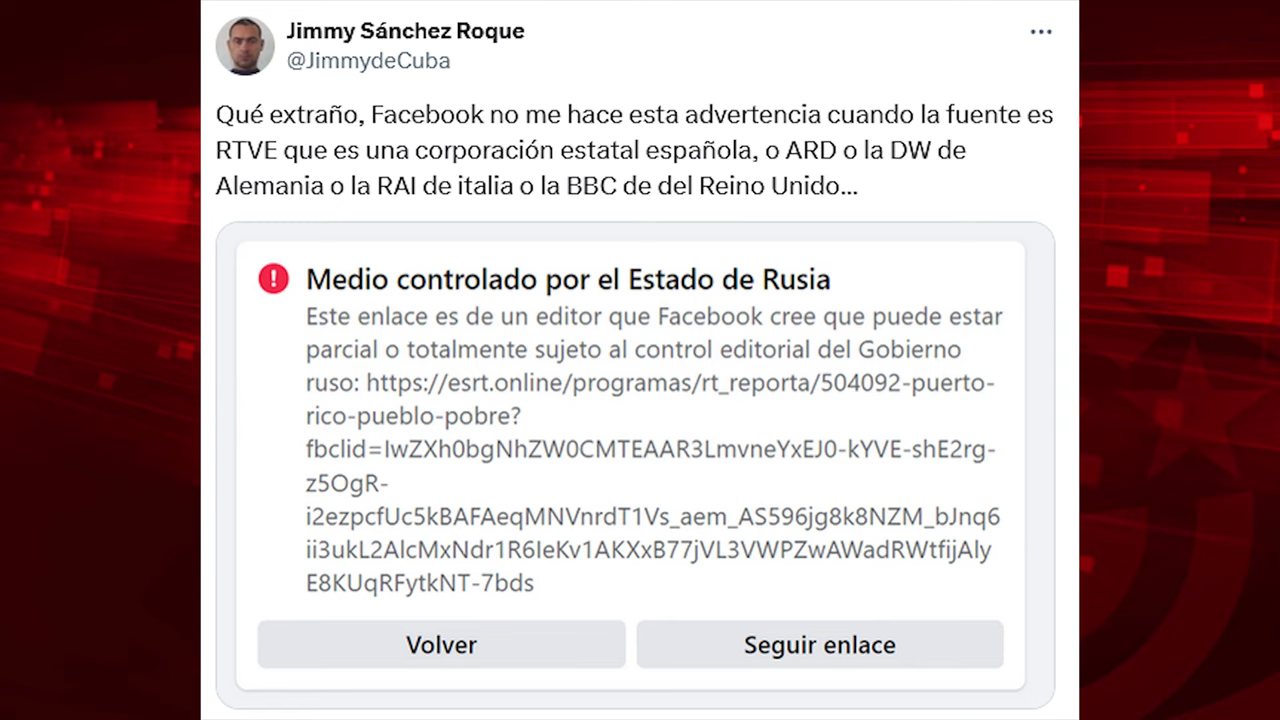 Jimmy Sánchez Roque
@JimmydeCuba
Qué extraño, Facebook no me hace esta advertencia cuando la fuente es
RTVE que es una corporación estatal española, o ARD o la DW de
Alemania o la RAI de italia o la BBC de del Reino Unido...
Medio controlado por el Estado de Rusia
Este enlace es de un editor que Facebook cree que puede estar
parcial o totalmente sujeto al control editorial del Gobierno
ruso: https://esrt.online/programas/rt_reporta/504092-puerto-
rico-pueblo-pobre?
fbclid=IwZXh0bgNhZW0CMTEAAR3LmvneYxEJ0-kYVE-shE2rg-
z5OgR-
i2ezpcfUc5kBAFAeqMNVnrdT1Vs_aem_AS596jg8k8NZM_bJnq6
ii3ukL2AlcMxNdr1R6IeKv1AKXxB77jVL3VWPZwAWadRWtfijAly
E8KUqRFytkNT-7bds
Volver
Seguir enlace